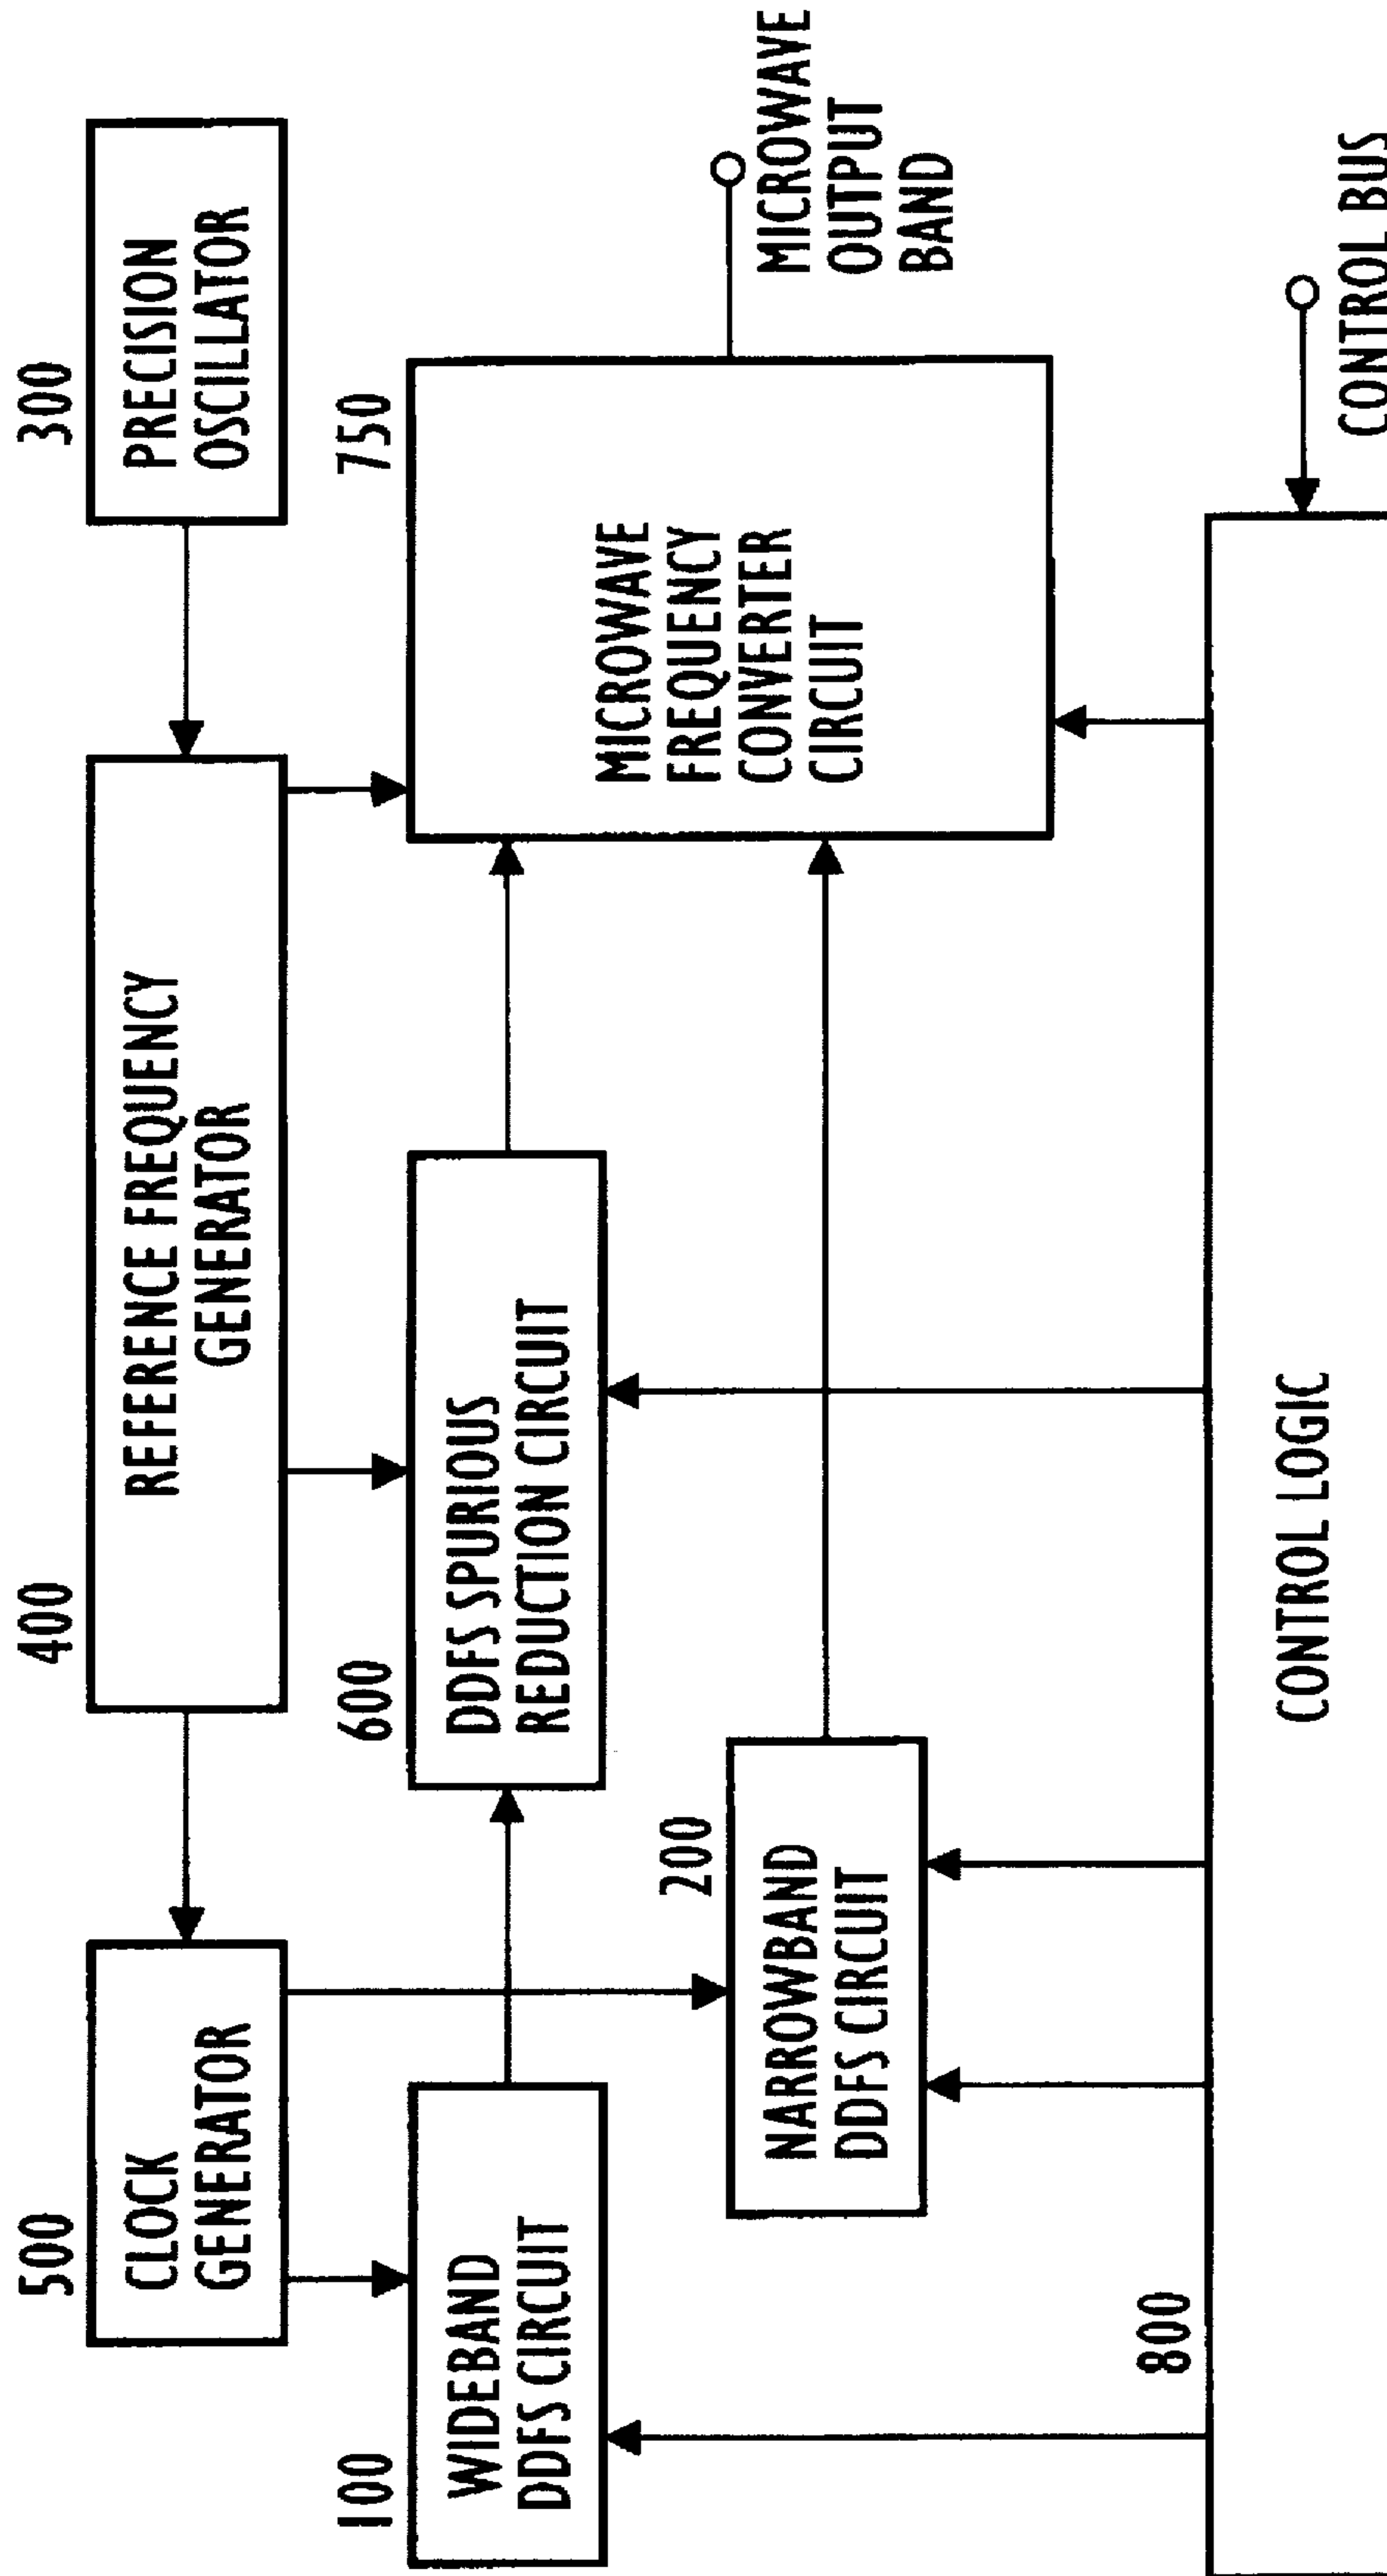 500
CLOCK
GENERATOR
400
REFERENCE FREQUENCY
GENERATOR
300
PRECISION
OSCILLATOR
100
WIDEBAND
DDFS CIRCUIT
600
DDFS SPURIOUS
REDUCTION CIRCUIT
750
MICROWAVE
FREQUENCY
CONVERTER
CIRCUIT
MICROWAVE
OUTPUT
BAND
200
NARROWBAND
DDFS CIRCUIT
800
CONTROL LOGIC
CONTROL BUS